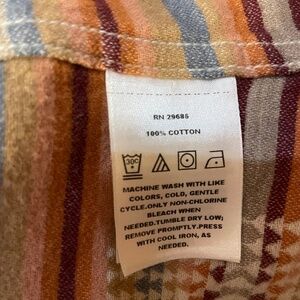 RN 29685
100% COTTON
30C
MACHINE WASH WITH LIKE
COLORS, COLD, GENTLE
CYCLE.ONLY NON-CHLORINE
BLEACH WHEN
NEEDED.TUMBLE DRY LOW;
REMOVE PROMPTLY.PRESS
WITH COOL IRON, AS
NEEDED.